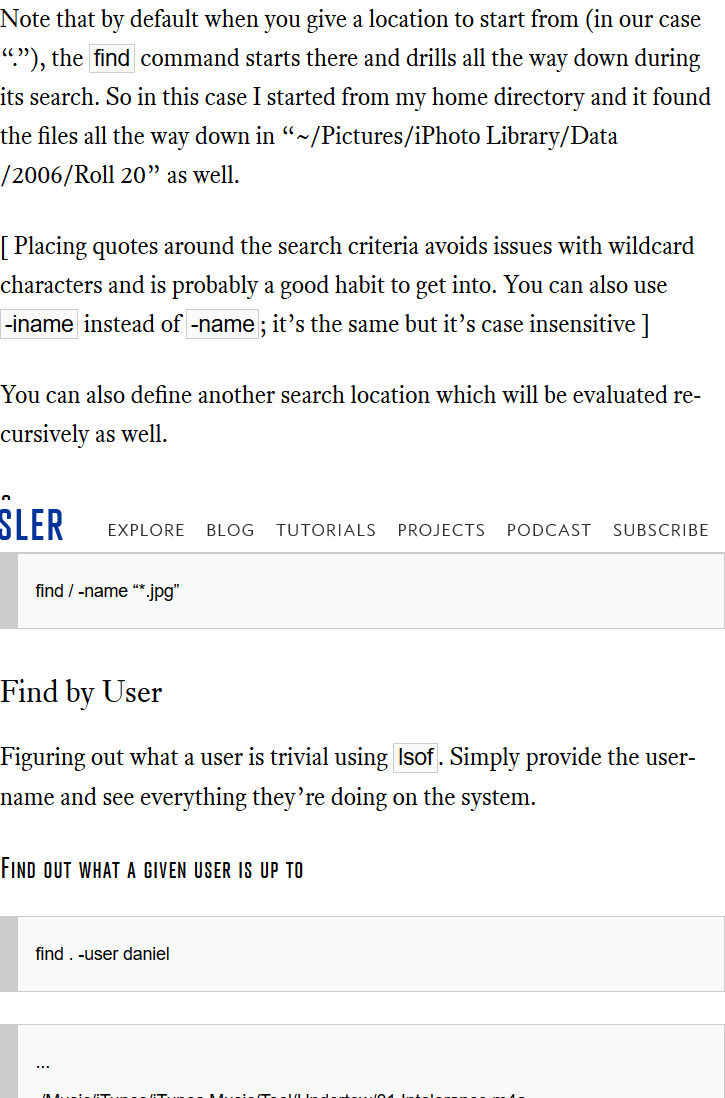 Note that by default when you give a location to start from (in our case
“.”), the find command starts there and drills all the way down during
its search. So in this case I started from my home directory and it found
the files all the way down in “~/Pictures/iPhoto Library/Data
/2006/Roll 20” as well.
[ Placing quotes around the search criteria avoids issues with wildcard
characters and is probably a good habit to get into. You can also use
-iname instead of -name; it’s the same but it’s case insensitive ]
You can also define another search location which will be evaluated re-
cursively as well.
SLER EXPLORE BLOG TUTORIALS PROJECTS PODCAST SUBSCRIBE
find / -name “*.jpg”
Find by User
Figuring out what a user is trivial using lsof. Simply provide the user-
name and see everything they’re doing on the system.
Find out what a given user is up to
find . -user daniel
...